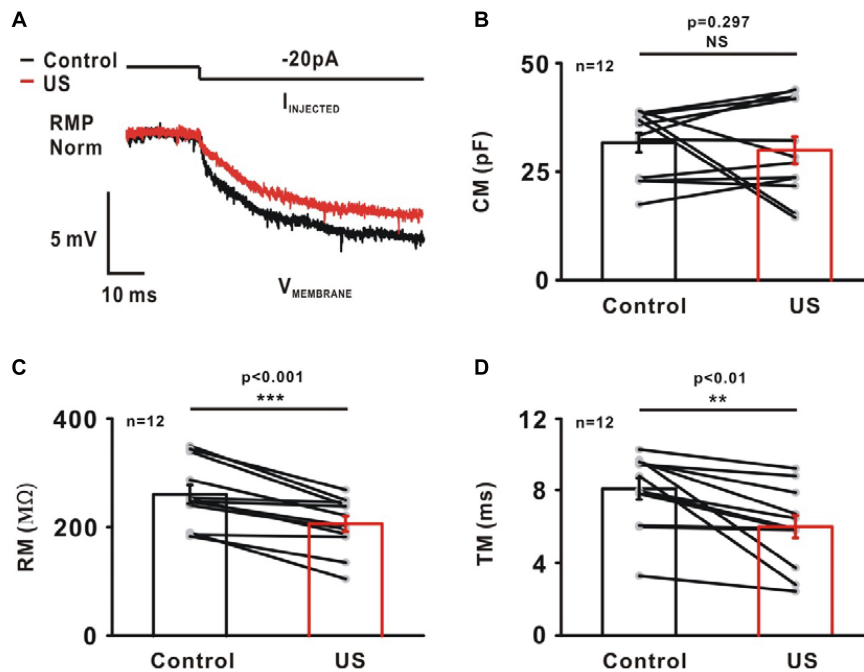 A
Control
US
-20pA
I INJECTED
RMP
Norm
5 mV
10 ms
V MEMBRANE
B
p=0.297
NS
n=12
CM (pF)
50
25
0
Control
US
C
p<0.001
***
n=12
RM (MΩ)
400
200
0
Control
US
D
p<0.01
**
n=12
TM (ms)
12
8
4
0
Control
US